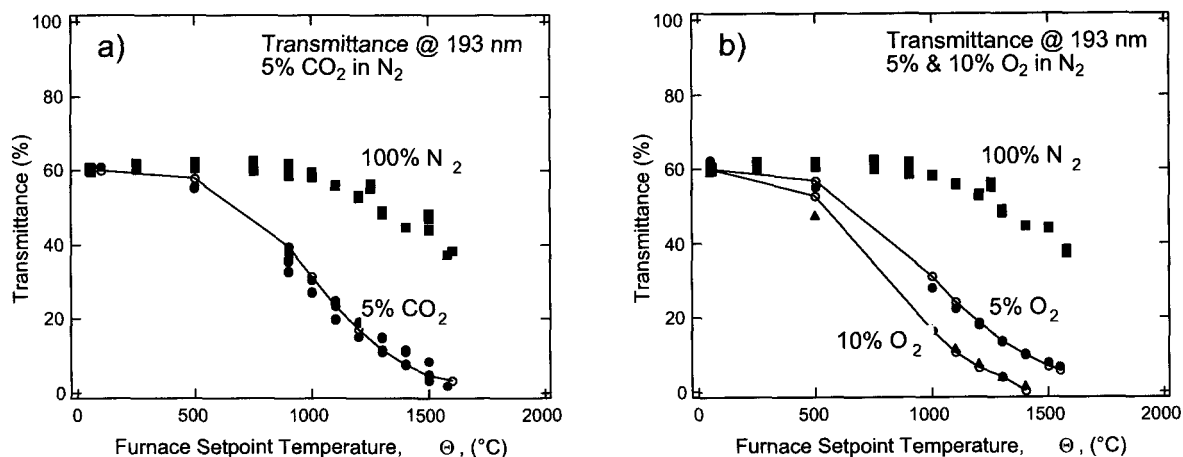 a)
Transmittance @ 193 nm
5% CO2 in N2
100% N2
5% CO2
100
80
60
40
20
0
Transmittance (%)
0
500
1000
1500
2000
Furnace Setpoint Temperature, Θ , (°C)
b)
Transmittance @ 193 nm
5% & 10% O2 in N2
100% N2
5% O2
10% O2
100
80
60
40
20
0
Transmittance (%)
0
500
1000
1500
2000
Furnace Setpoint Temperature, Θ , (°C)